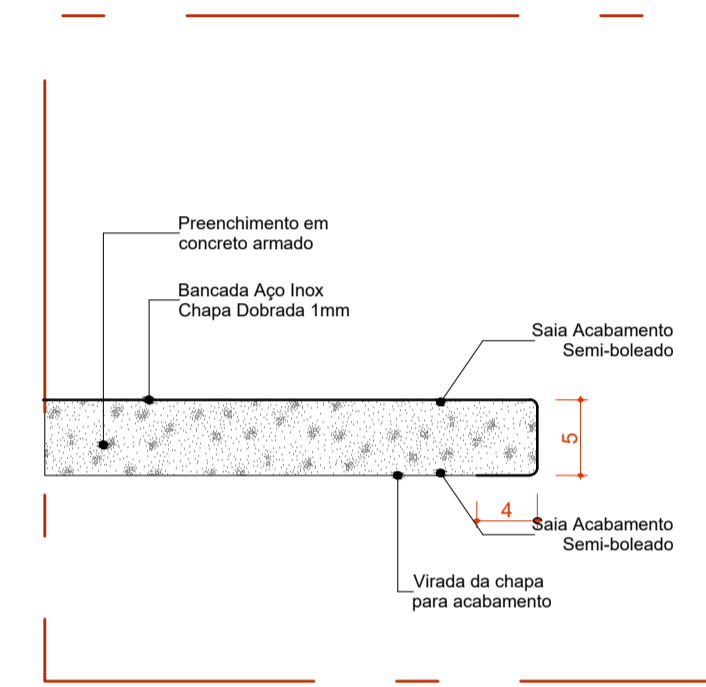 Preenchimento em
concreto armado
Bancada Aço Inox
Chapa Dobrada 1mm
Saia Acabamento
Semi-boleado
5
4
Saia Acabamento
Semi-boleado
Virada da chapa
para acabamento